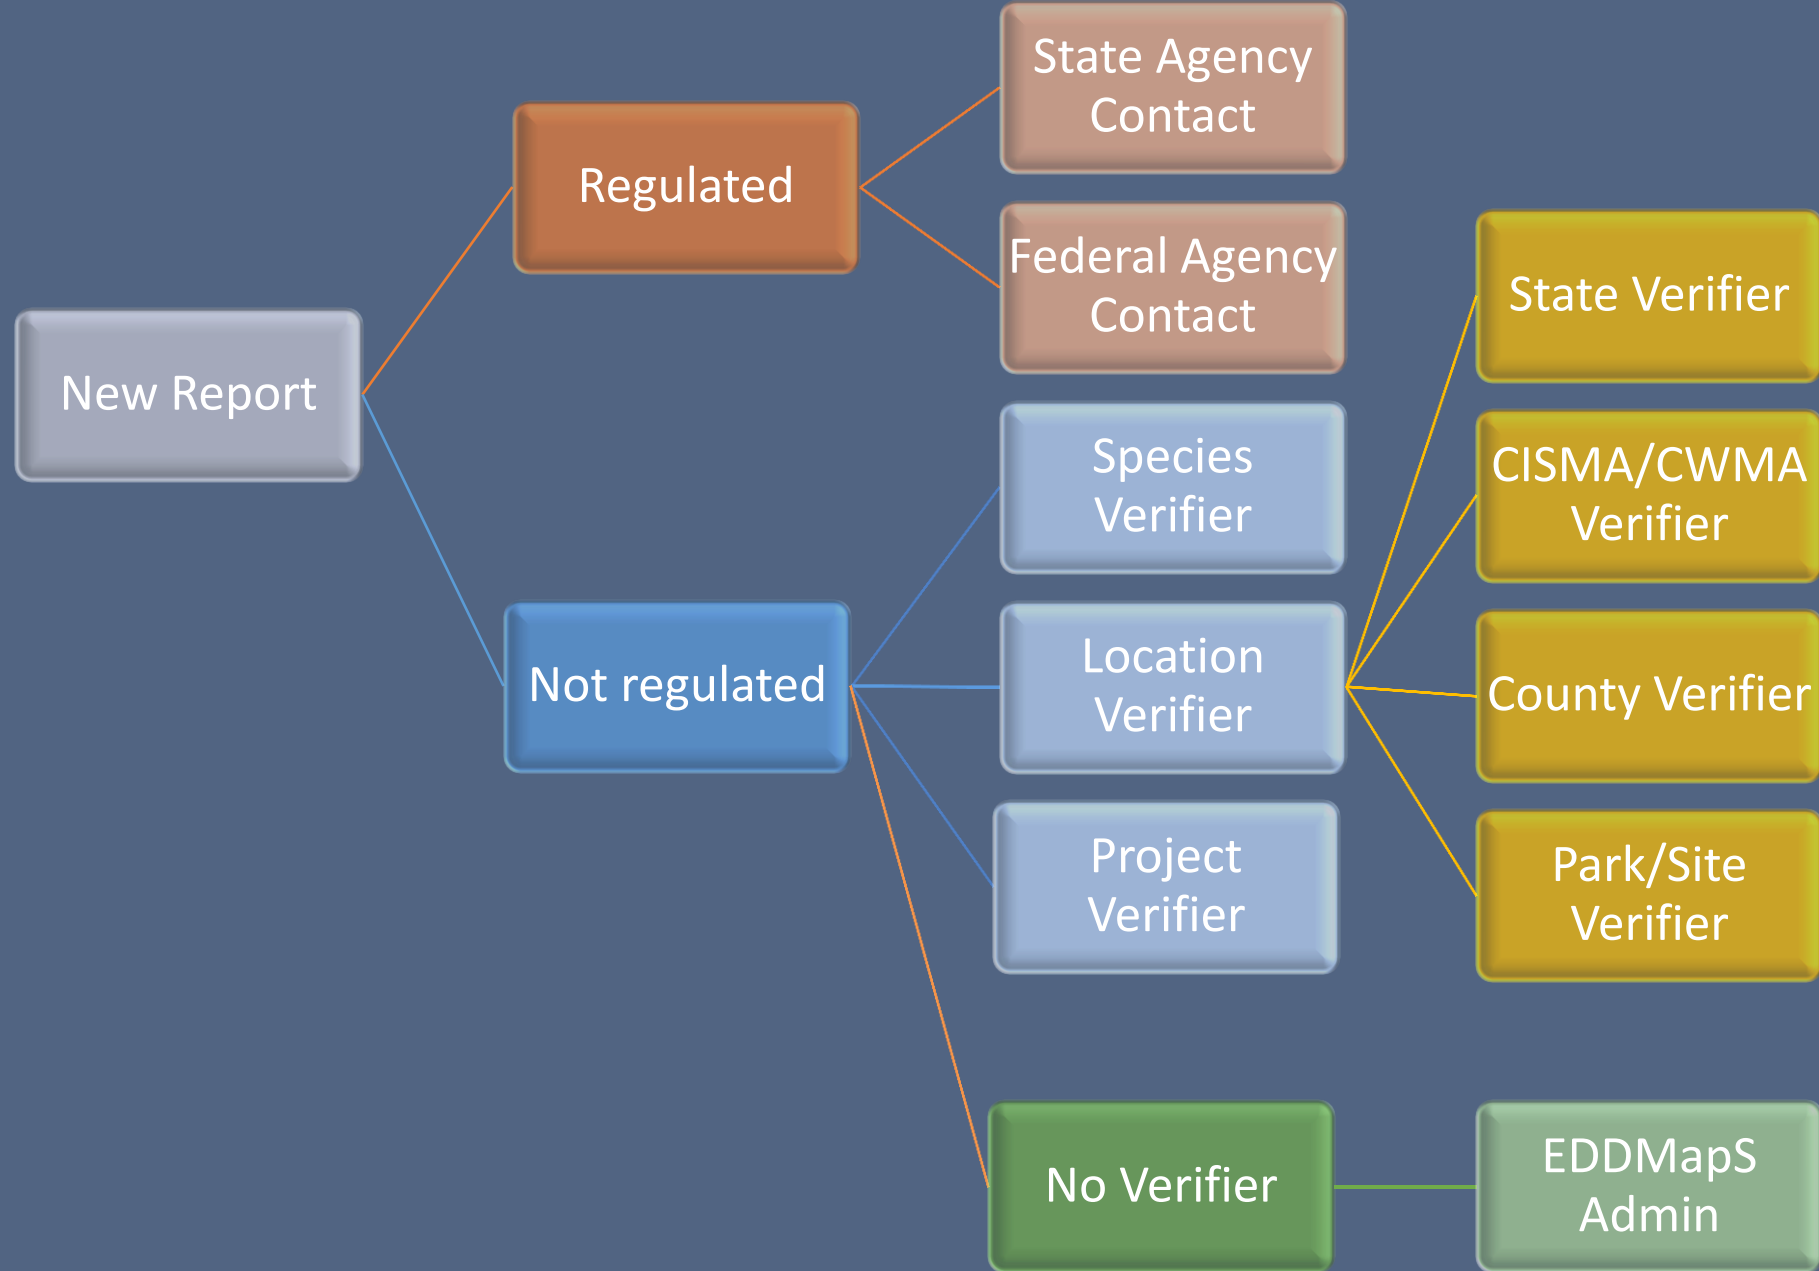 New Report
Regulated
Not regulated
State Agency
Contact
Federal Agency
Contact
Species
Verifier
Location
Verifier
Project
Verifier
No Verifier
State Verifier
CISMA/CWMA
Verifier
County Verifier
Park/Site
Verifier
EDDMapS
Admin